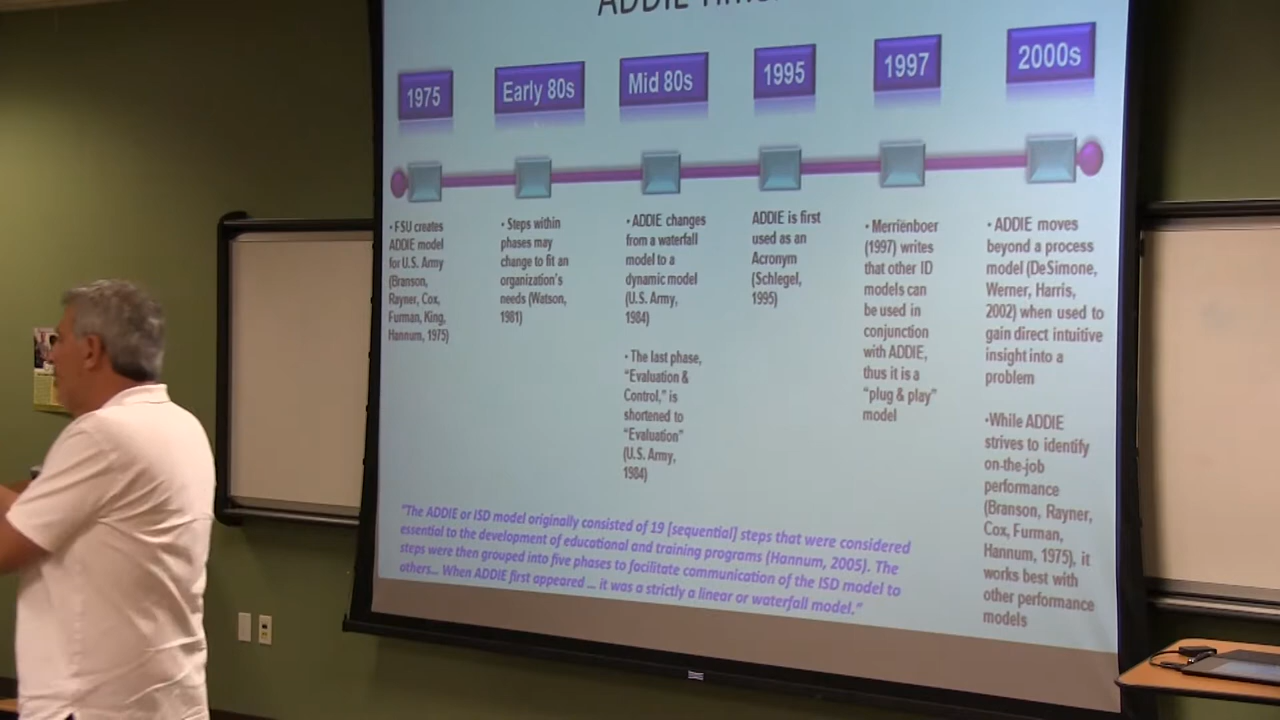 ADDIE
1975
Early 80s
Mid 80s
1995
1997
2000s
• FSU creates
ADDIE model
for U.S. Army
(Branson,
Rayner, Cox,
Furman, King,
Hannum, 1975)
• Steps within
phases may
change to fit an
organization's
needs (Watson,
1981)
• ADDIE changes
from a waterfall
model to a
dynamic model
(U.S. Army,
1984)
• The last phase,
"Evaluation &
Control," is
shortened to
"Evaluation"
(U.S. Army,
1984)
ADDIE is first
used as an
Acronym
(Schlegel,
1995)
• Merriënboer
(1997) writes
that other ID
models can
be used in
conjunction
with ADDIE,
thus it is a
"plug & play"
model
• ADDIE moves
beyond a process
model (DeSimone,
Werner, Harris,
2002) when used to
gain direct intuitive
insight into a
problem
•While ADDIE
strives to identify
on-the-job
performance
(Branson, Rayner,
Cox, Furman,
Hannum, 1975), it
works best with
other performance
models
"The ADDIE or ISD model originally consisted of 19 [sequential] steps that were considered
essential to the development of educational and training programs (Hannum, 2005). The
steps were then grouped into five phases to facilitate communication of the ISD model to
others... When ADDIE first appeared ... it was a strictly a linear or waterfall model."